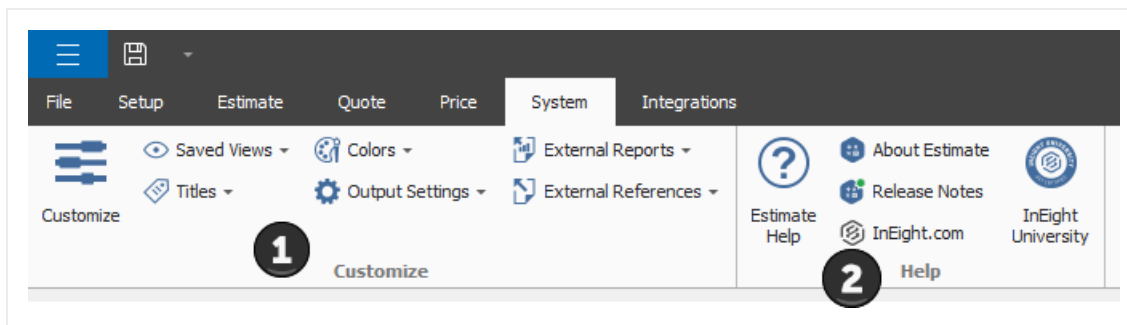 File Setup Estimate Quote Price System Integrations
Customize
Saved Views
Titles
Colors
Output Settings
External Reports
External References
1
Customize
Estimate
Help
About Estimate
Release Notes
InEight.com
InEight
University
2
Help